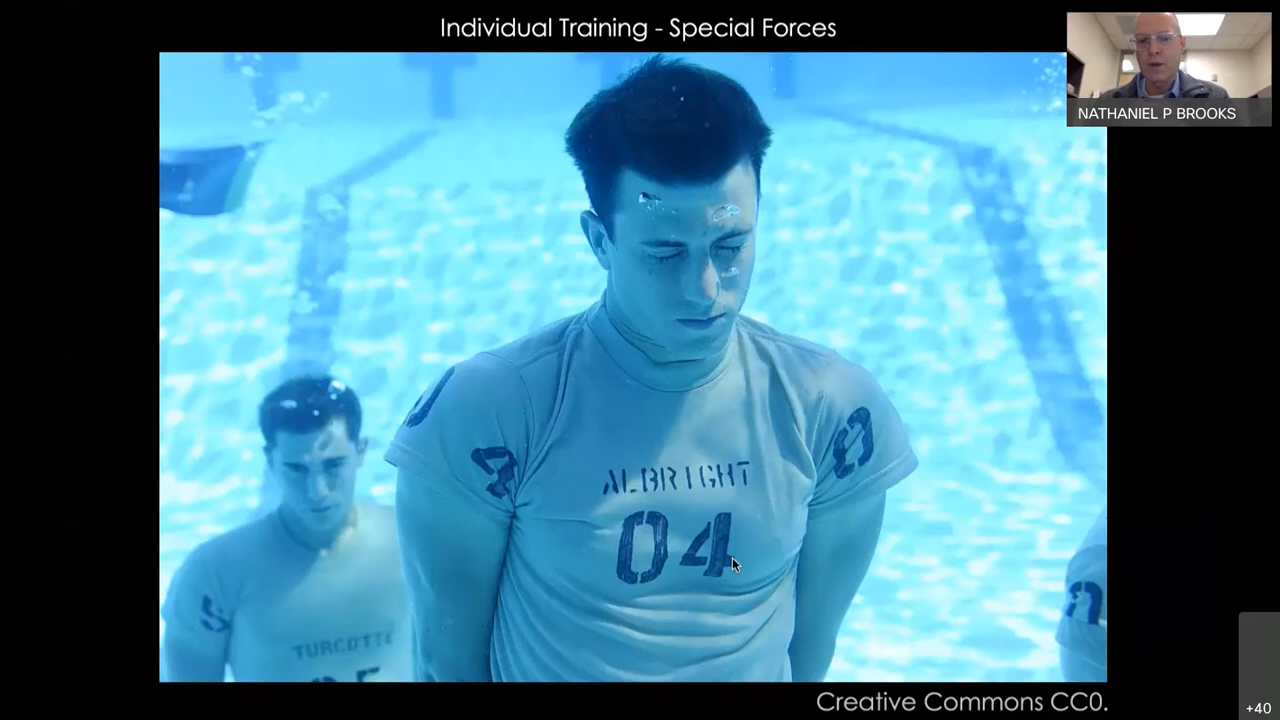 Individual Training - Special Forces
NATHANIEL P BROOKS
ALBRIGHT
04
TURCOTTE
Creative Commons CC0.
+40